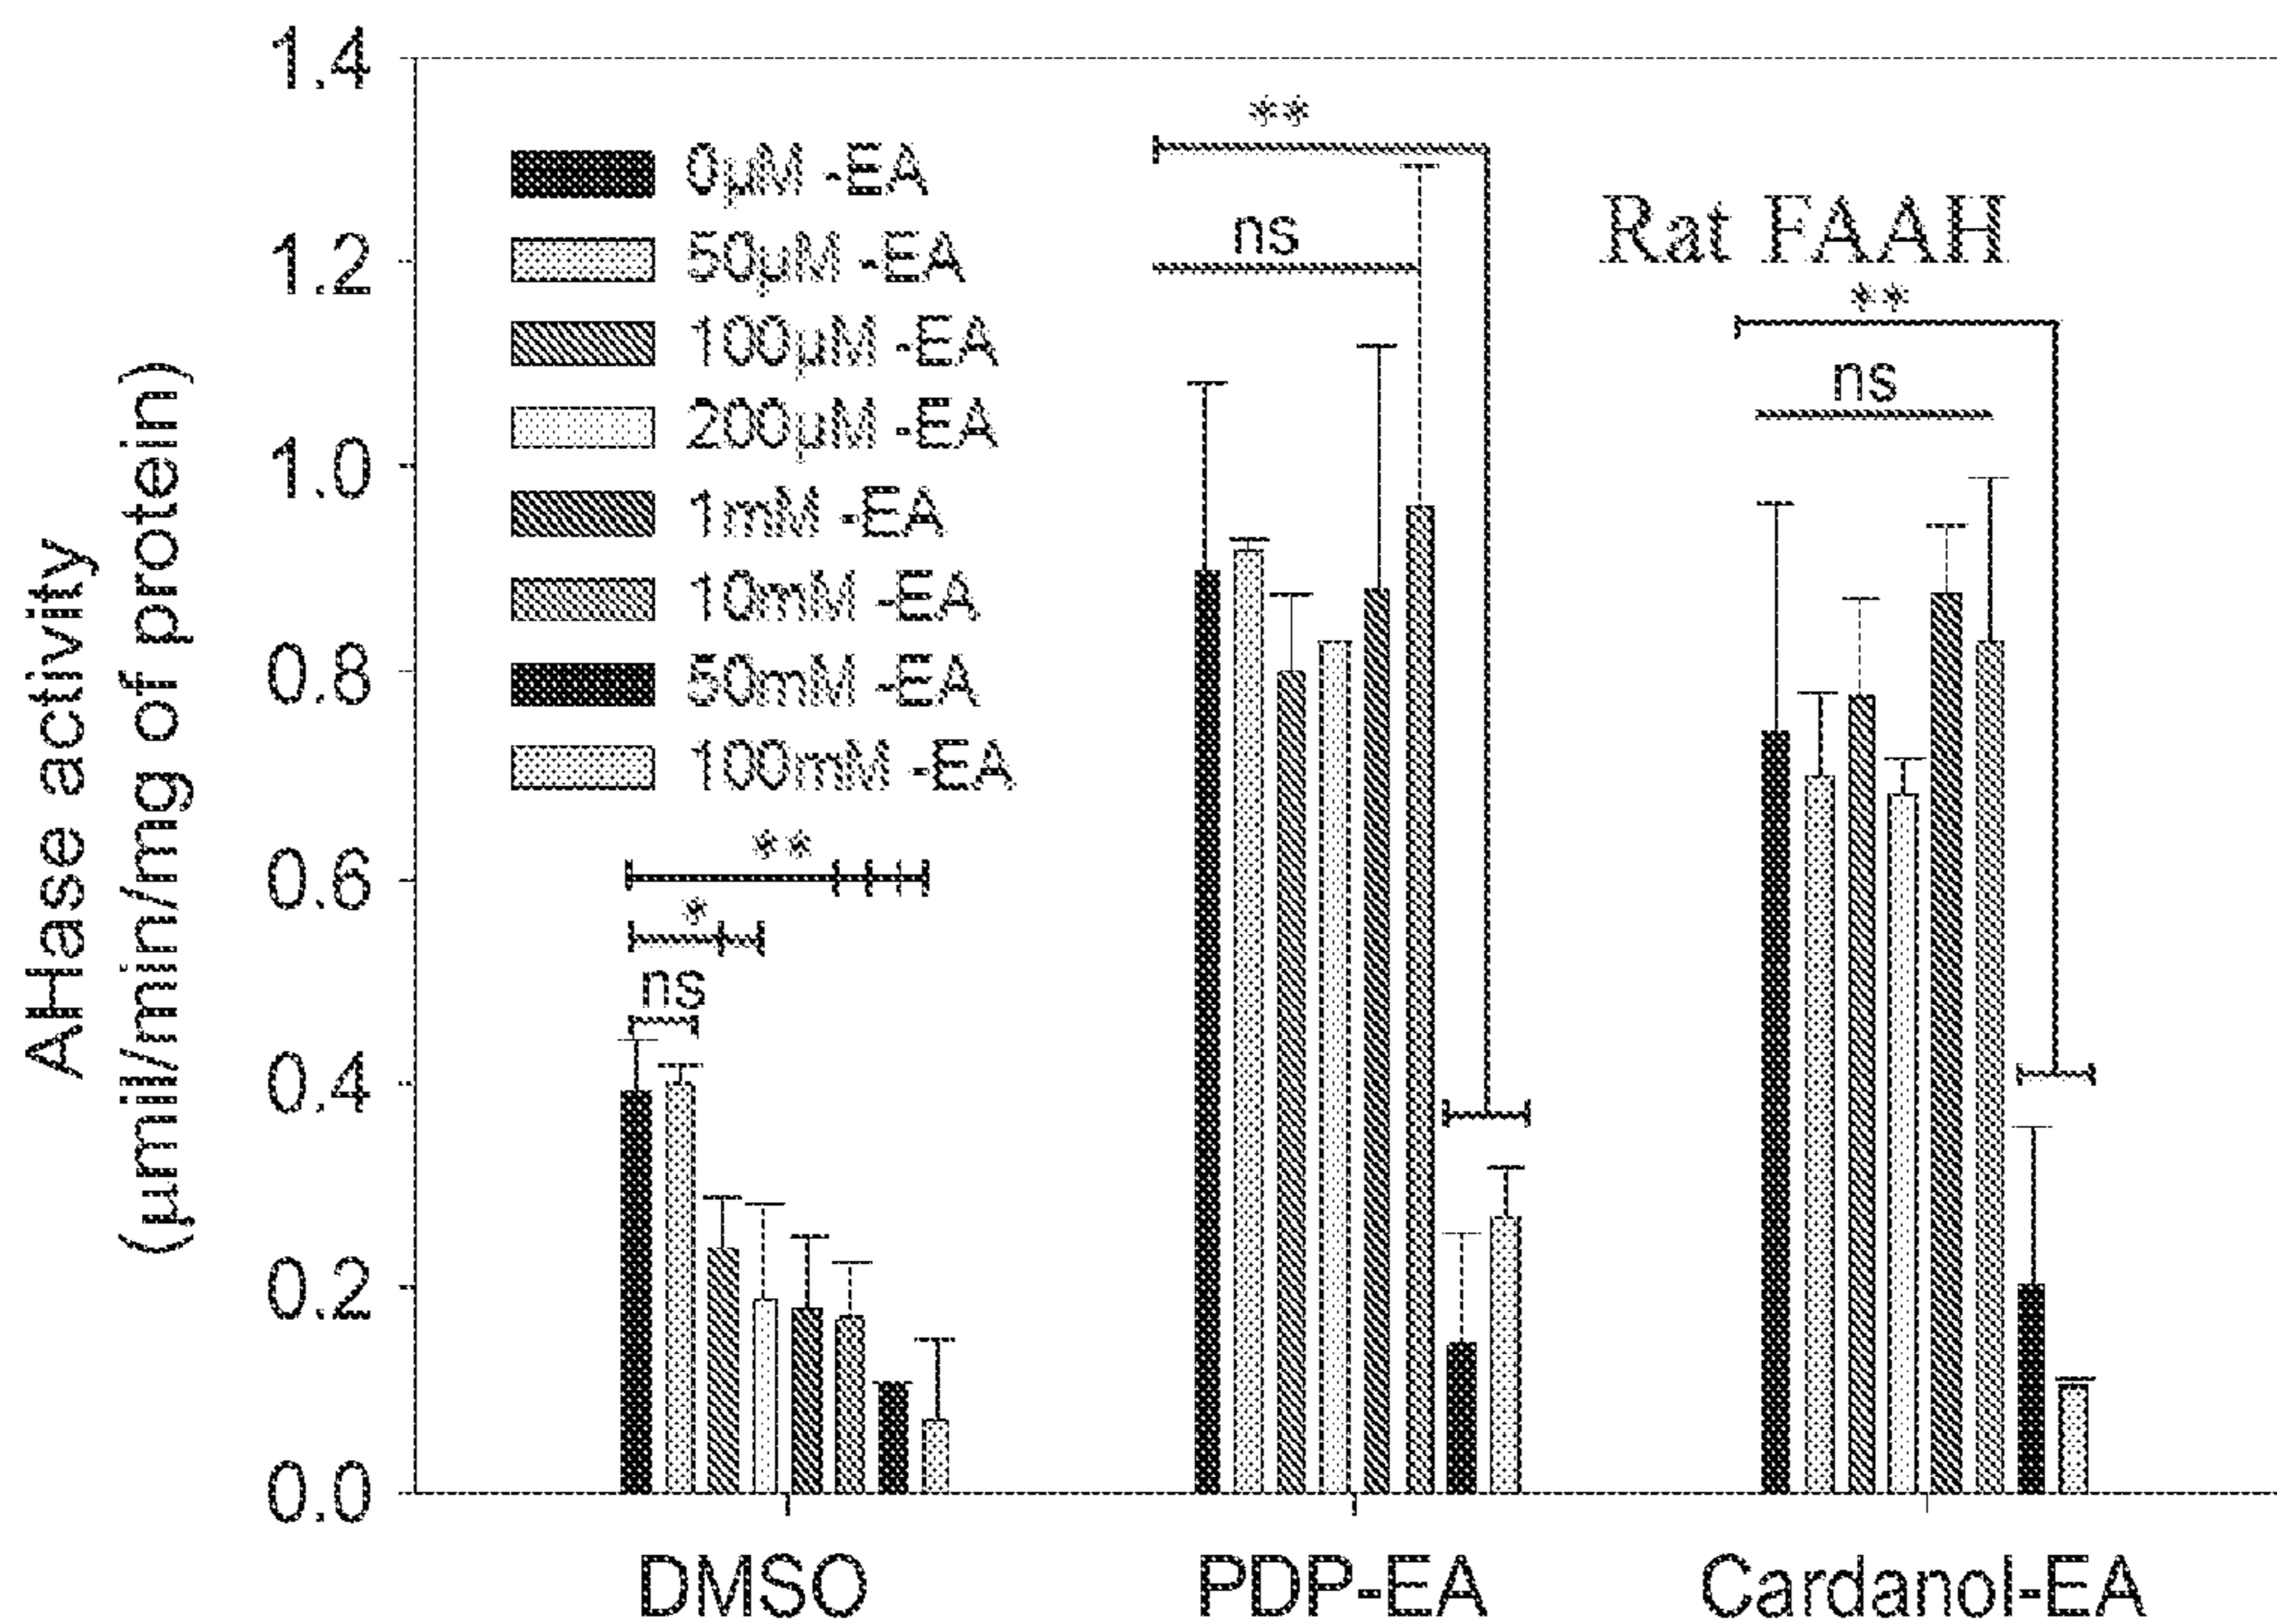 AHase activity
(µmil/min/mg of protein)
1.4
1.2
1.0
0.8
0.6
0.4
0.2
0.0
0µM -EA
50µM -EA
100µM -EA
200µM -EA
1mM -EA
10mM -EA
50mM -EA
100mM -EA
**
*
ns
**
ns
Rat FAAH
**
ns
DMSO
PDP-EA
Cardanol-EA